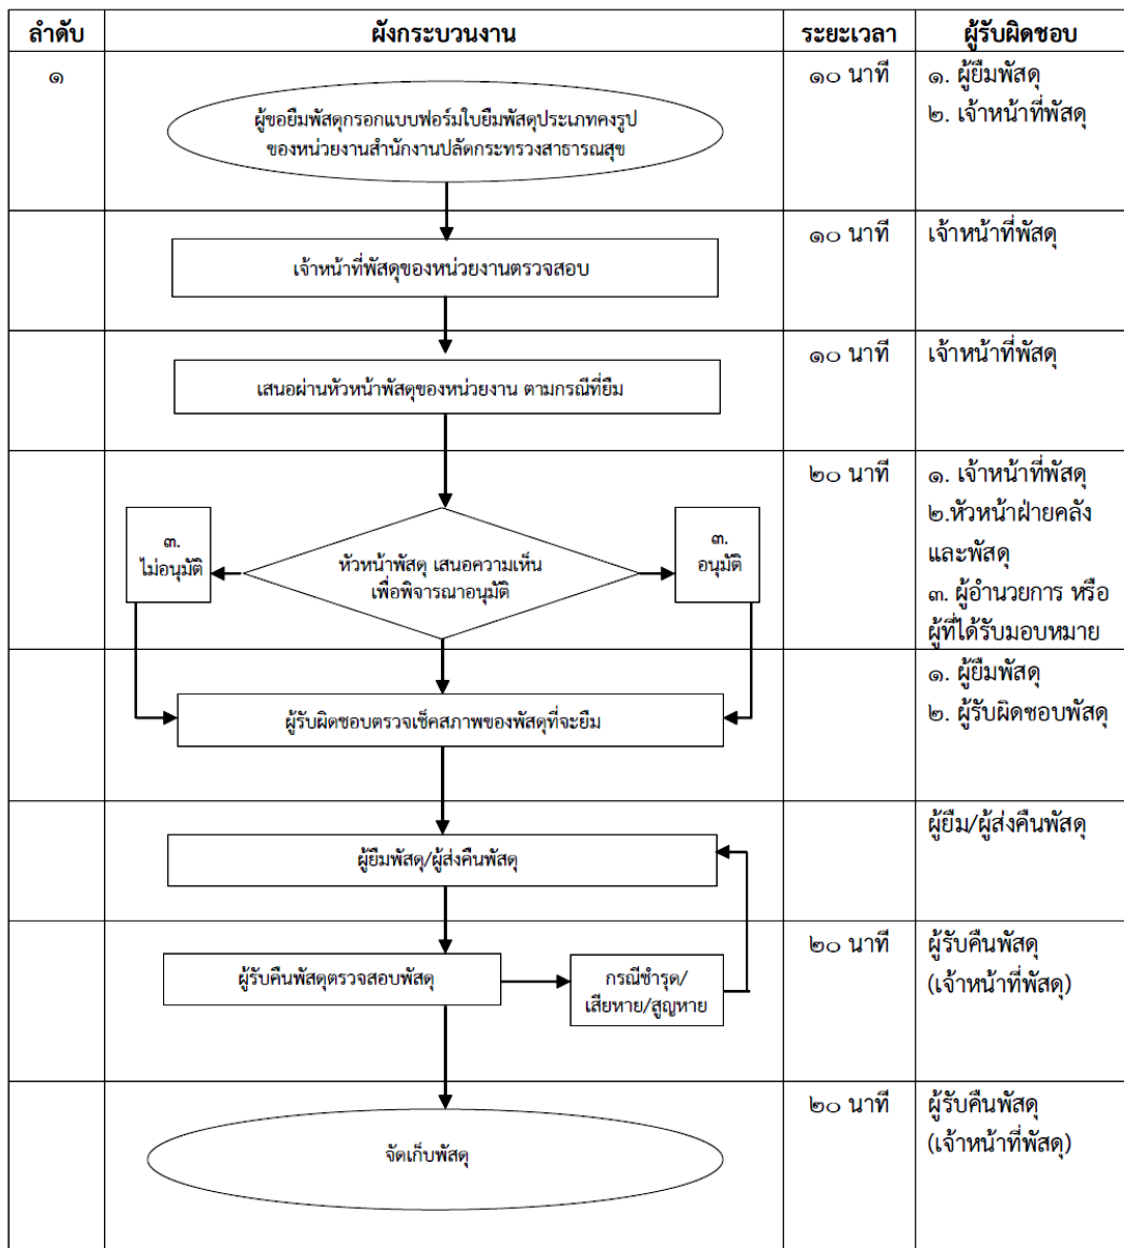 ลำดับ
ผังกระบวนงาน
ระยะเวลา
ผู้รับผิดชอบ
๑
ผู้ขอยืมพัสดุกรอกแบบฟอร์มใบยืมพัสดุประเภทคงรูป
ของหน่วยงานสำนักงานปลัดกระทรวงสาธารณสุข
๑๐ นาที
๑. ผู้ยืมพัสดุ
๒. เจ้าหน้าที่พัสดุ
เจ้าหน้าที่พัสดุของหน่วยงานตรวจสอบ
๑๐ นาที
เจ้าหน้าที่พัสดุ
เสนอผ่านหัวหน้าพัสดุของหน่วยงาน ตามกรณีที่ยืม
๑๐ นาที
เจ้าหน้าที่พัสดุ
๓.
ไม่อนุมัติ
หัวหน้าพัสดุ เสนอความเห็น
เพื่อพิจารณาอนุมัติ
๓.
อนุมัติ
๒๐ นาที
๑. เจ้าหน้าที่พัสดุ
๒.หัวหน้าฝ่ายคลัง
และพัสดุ
๓. ผู้อำนวยการ หรือ
ผู้ที่ได้รับมอบหมาย
ผู้รับผิดชอบตรวจเช็คสภาพของพัสดุที่จะยืม
๑. ผู้ยืมพัสดุ
๒. ผู้รับผิดชอบพัสดุ
ผู้ยืมพัสดุ/ผู้ส่งคืนพัสดุ
ผู้ยืม/ผู้ส่งคืนพัสดุ
ผู้รับคืนพัสดุตรวจสอบพัสดุ
กรณีชำรุด/
เสียหาย/สูญหาย
๒๐ นาที
ผู้รับคืนพัสดุ
(เจ้าหน้าที่พัสดุ)
จัดเก็บพัสดุ
๒๐ นาที
ผู้รับคืนพัสดุ
(เจ้าหน้าที่พัสดุ)